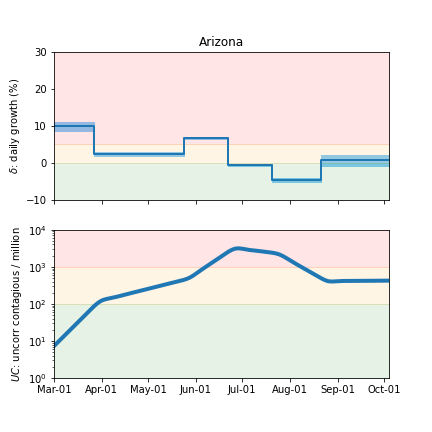 Arizona
δ: daily growth (%)
30
20
10
0
−10
UC: uncorr contagious / million
10⁴
10³
10²
10¹
10⁰
Mar-01 Apr-01 May-01 Jun-01 Jul-01 Aug-01 Sep-01 Oct-01